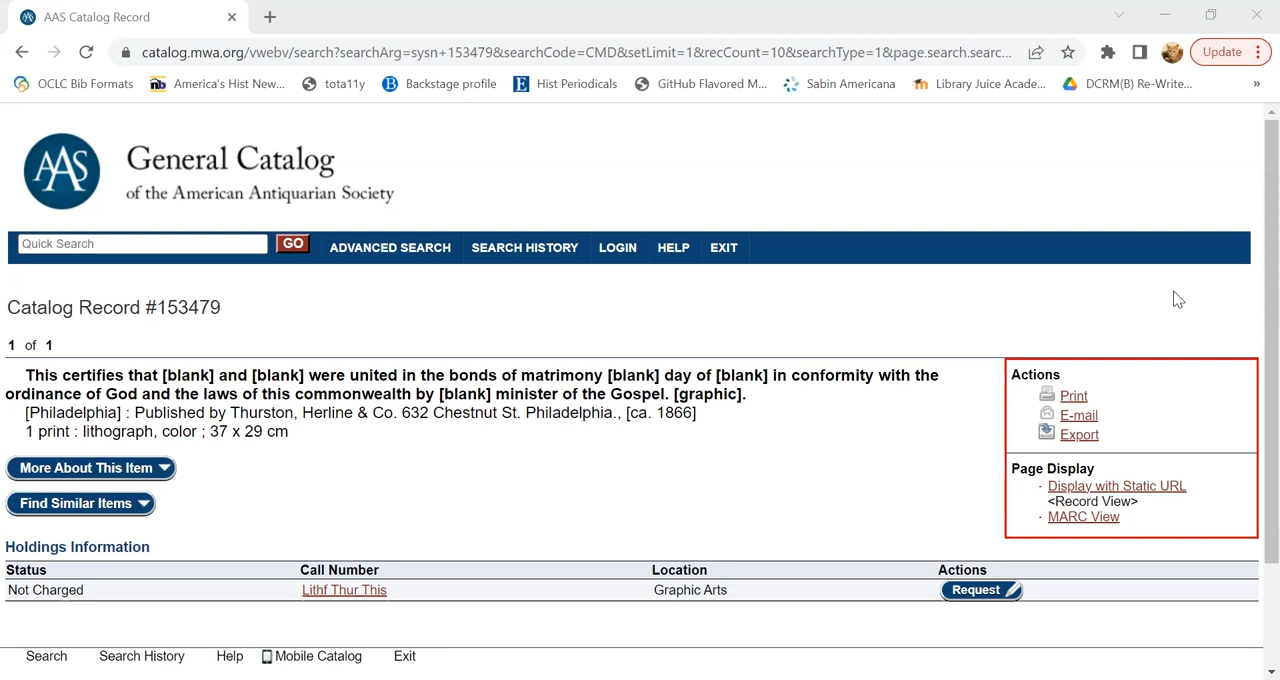 AAS Catalog Record
catalog.mwa.org/vwebv/search?searchArg=sysn+153479&searchCode=CMD&setLimit=1&recCount=10&searchType=1&page.search.searc...
Update
OCLC Bib Formats
nb America's Hist New...
tota11y
B Backstage profile
E Hist Periodicals
GitHub Flavored M...
Sabin Americana
Library Juice Acade...
DCRM(B) Re-Write...
»
AAS
General Catalog
of the American Antiquarian Society
Quick Search GO ADVANCED SEARCH SEARCH HISTORY LOGIN HELP EXIT
Catalog Record #153479
1 of 1
This certifies that [blank] and [blank] were united in the bonds of matrimony [blank] day of [blank] in conformity with the
ordinance of God and the laws of this commonwealth by [blank] minister of the Gospel. [graphic].
[Philadelphia] : Published by Thurston, Herline & Co. 632 Chestnut St. Philadelphia., [ca. 1866]
1 print : lithograph, color ; 37 x 29 cm
More About This Item
Find Similar Items
Actions
Print
E-mail
Export
Page Display
· Display with Static URL
<Record View>
· MARC View
Holdings Information
Status Call Number Location Actions
Not Charged Lithf Thur This Graphic Arts Request
Search Search History Help Mobile Catalog Exit